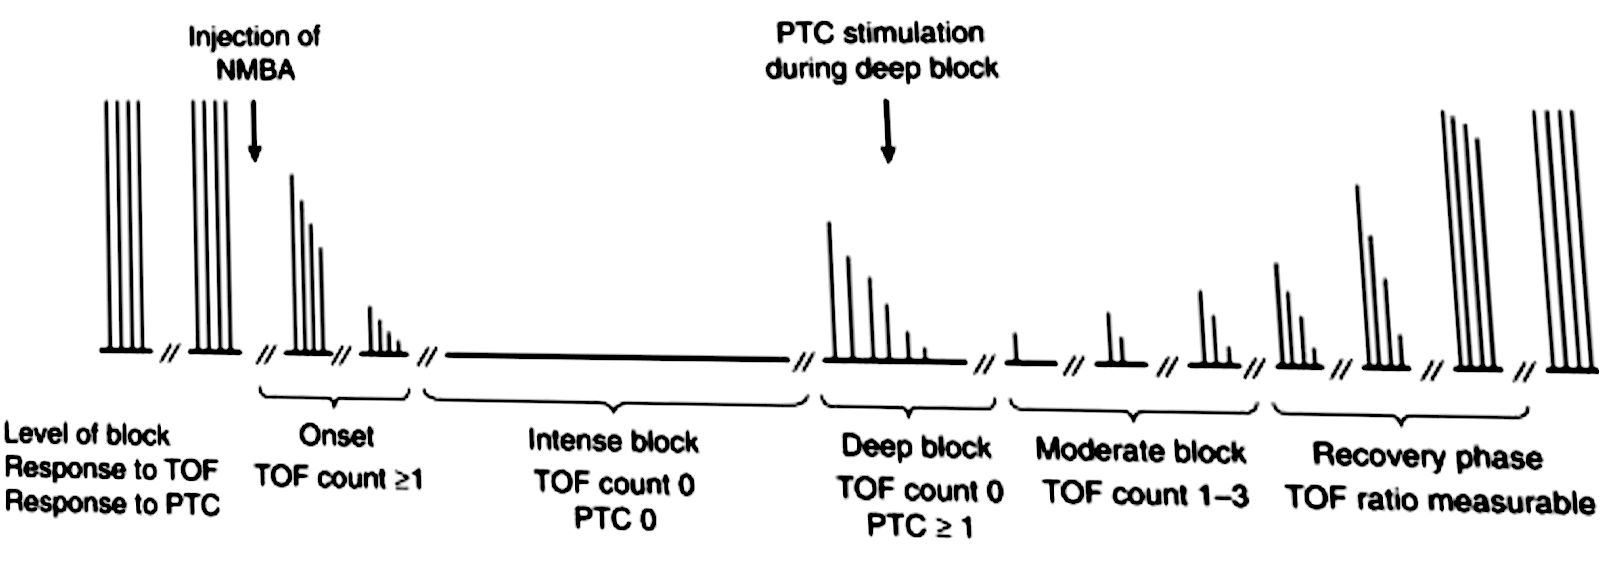 Injection of
NMBA
PTC stimulation
during deep block
Level of block
Response to TOF
Response to PTC
Onset
TOF count ≥1
Intense block
TOF count 0
PTC 0
Deep block
TOF count 0
PTC ≥ 1
Moderate block
TOF count 1–3
Recovery phase
TOF ratio measurable